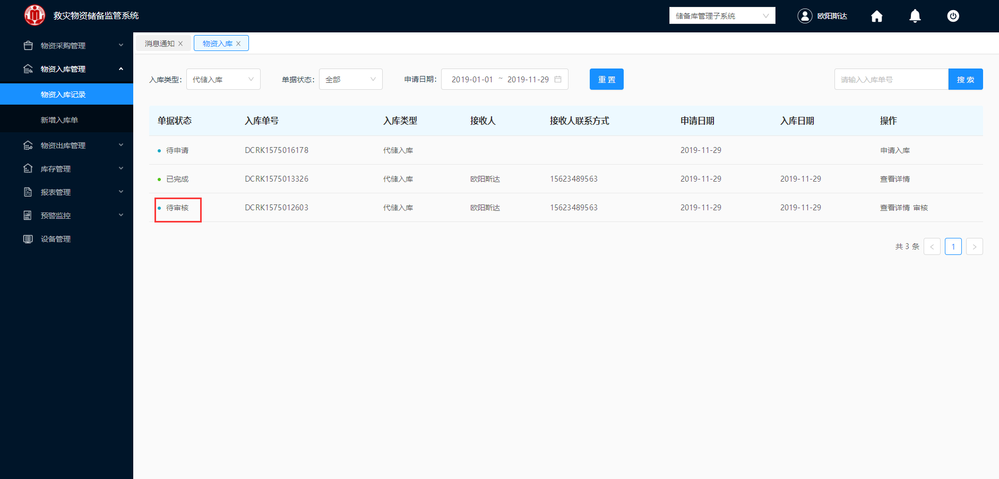 救灾物资储备监管系统
储备库管理子系统
欧阳斯达
物资采购管理
物资入库管理
物资入库记录
新增入库单
物资出库管理
库存管理
报表管理
预警监控
设备管理
消息通知
物资入库
入库类型: 代储入库 单据状态: 全部 申请日期: 2019-01-01 ~ 2019-11-29 重 置 请输入入库单号 搜 索
单据状态 入库单号 入库类型 接收人 接收人联系方式 申请日期 入库日期 操作
待申请 DCRK1575016178 代储入库 2019-11-29 申请入库
已完成 DCRK1575013326 代储入库 欧阳斯达 15623489563 2019-11-29 2019-11-29 查看详情
待审核 DCRK1575012603 代储入库 欧阳斯达 15623489563 2019-11-29 2019-11-29 查看详情 审核
共 3 条 < 1 >